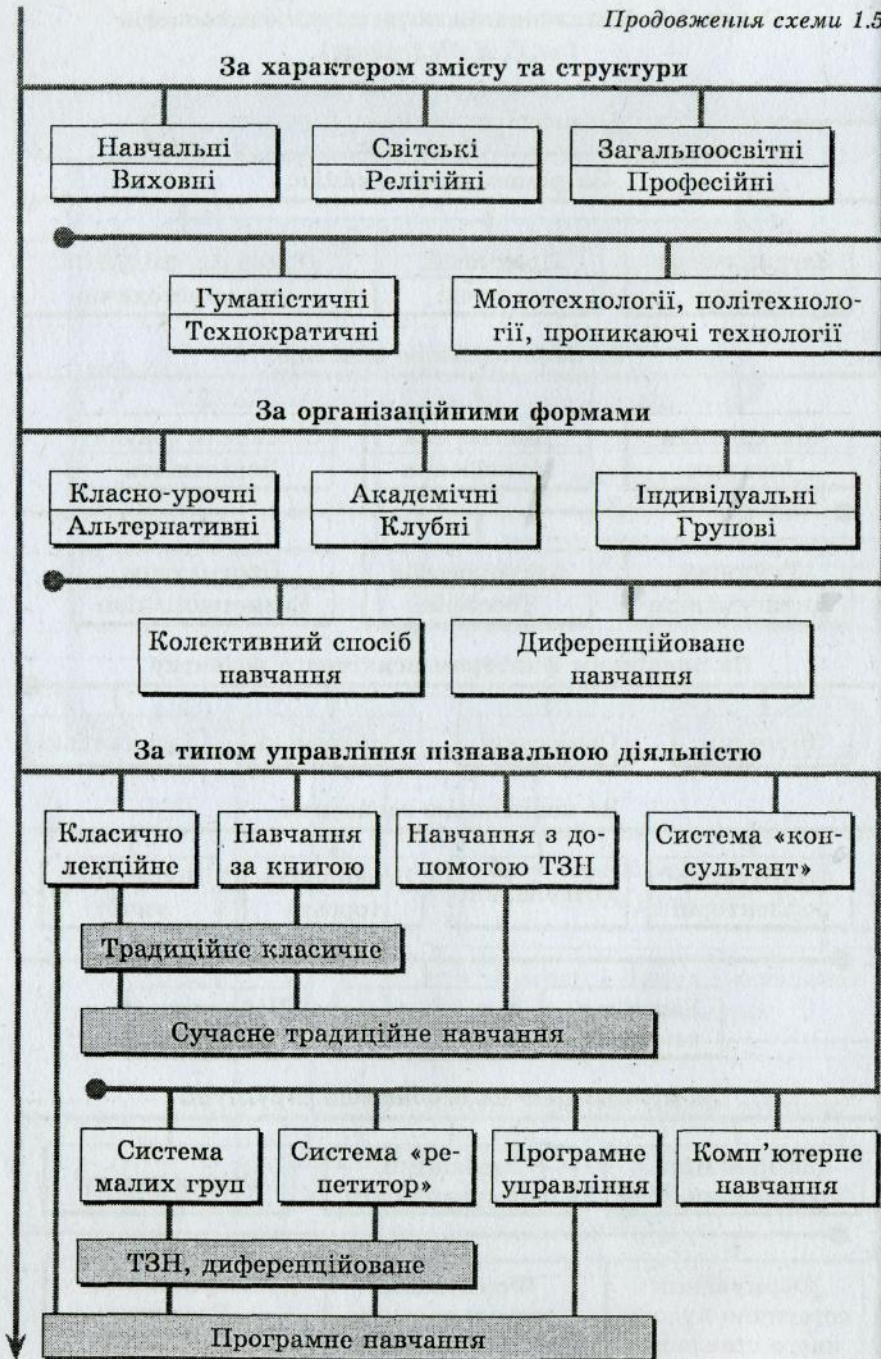 Продовження схеми 1.5
За характером змісту та структури
Навчальні
Виховні
Світські
Релігійні
Загальноосвітні
Професійні
Гуманістичні
Технократичні
Монотехнології, політехноло-
гії, проникаючі технології
За організаційними формами
Класно-урочні
Альтернативні
Академічні
Клубні
Індивідуальні
Групові
Колективний спосіб
навчання
Диференційоване
навчання
За типом управління пізнавальною діяльністю
Класично
лекційне
Навчання
за книгою
Навчання з до-
помогою ТЗН
Система «кон-
сультант»
Традиційне класичне
Сучасне традиційне навчання
Система
малих груп
Система «ре-
петитор»
Програмне
управління
Комп’ютерне
навчання
ТЗН, диференційоване
Програмне навчання